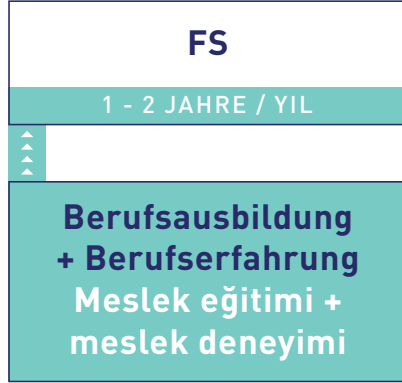 FS
1 - 2 JAHRE / YIL
Berufsausbildung
+ Berufserfahrung
Meslek eğitimi +
meslek deneyimi